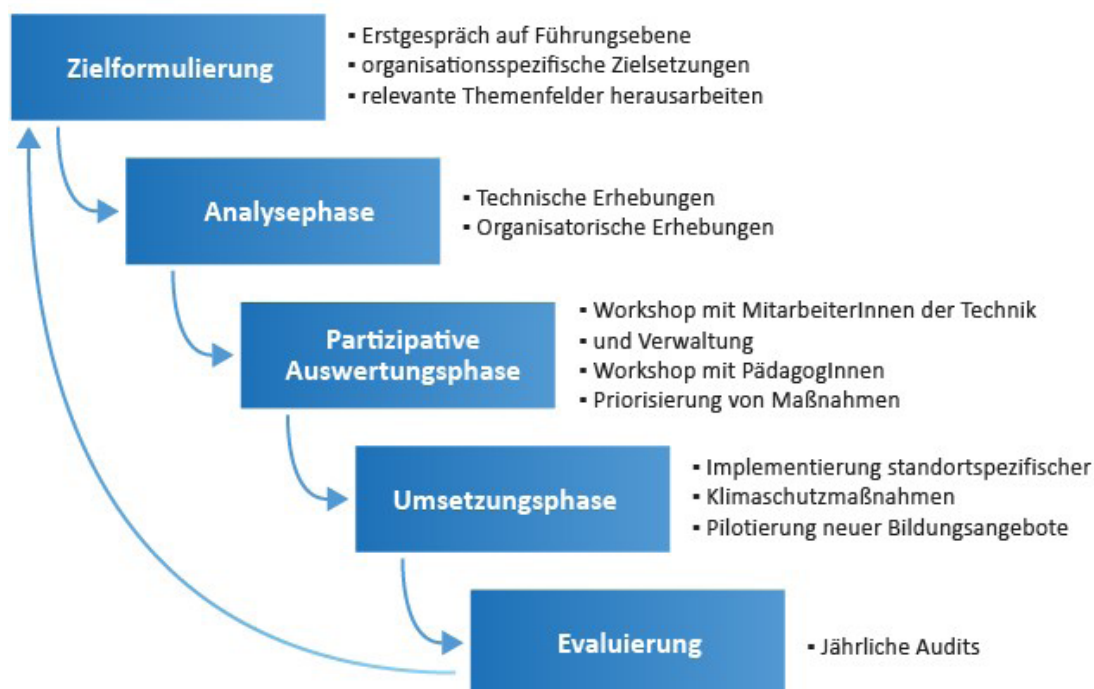 Zielformulierung
▪ Erstgespräch auf Führungsebene
▪ organisationsspezifische Zielsetzungen
▪ relevante Themenfelder herausarbeiten
Analysephase
▪ Technische Erhebungen
▪ Organisatorische Erhebungen
Partizipative
Auswertungsphase
▪ Workshop mit MitarbeiterInnen der Technik
▪ und Verwaltung
▪ Workshop mit PädagogInnen
▪ Priorisierung von Maßnahmen
Umsetzungsphase
▪ Implementierung standortspezifischer
▪ Klimaschutzmaßnahmen
▪ Pilotierung neuer Bildungsangebote
Evaluierung
▪ Jährliche Audits